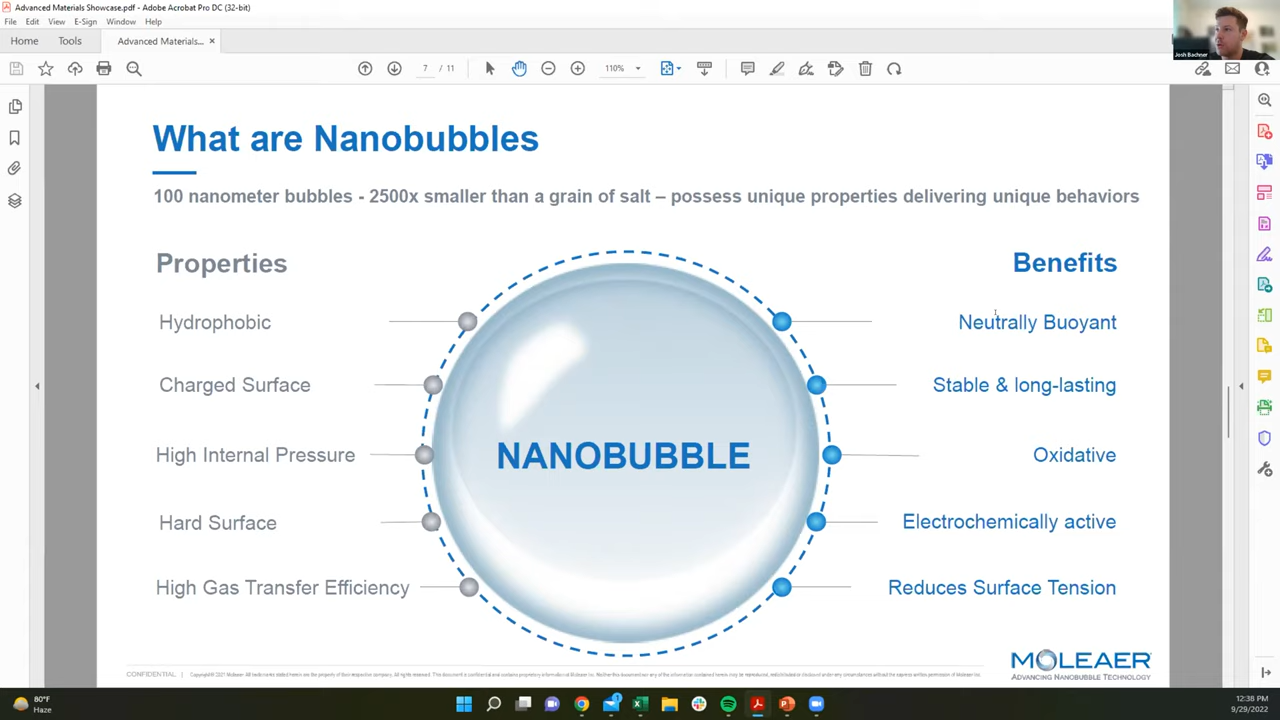 Advanced Materials Showcase.pdf - Adobe Acrobat Pro DC (32-bit)
File Edit View E-Sign Window Help
Home Tools Advanced Materials... ×
7 / 11 110%
Josh Bachner
What are Nanobubbles
100 nanometer bubbles - 2500x smaller than a grain of salt – possess unique properties delivering unique behaviors
Properties
Benefits
Hydrophobic
Neutrally Buoyant
Charged Surface
Stable & long-lasting
High Internal Pressure
Oxidative
NANOBUBBLE
Hard Surface
Electrochemically active
High Gas Transfer Efficiency
Reduces Surface Tension
MOLEAER
ADVANCING NANOBUBBLE TECHNOLOGY
CONFIDENTIAL |
80°F
Haze
12:38 PM
9/29/2022